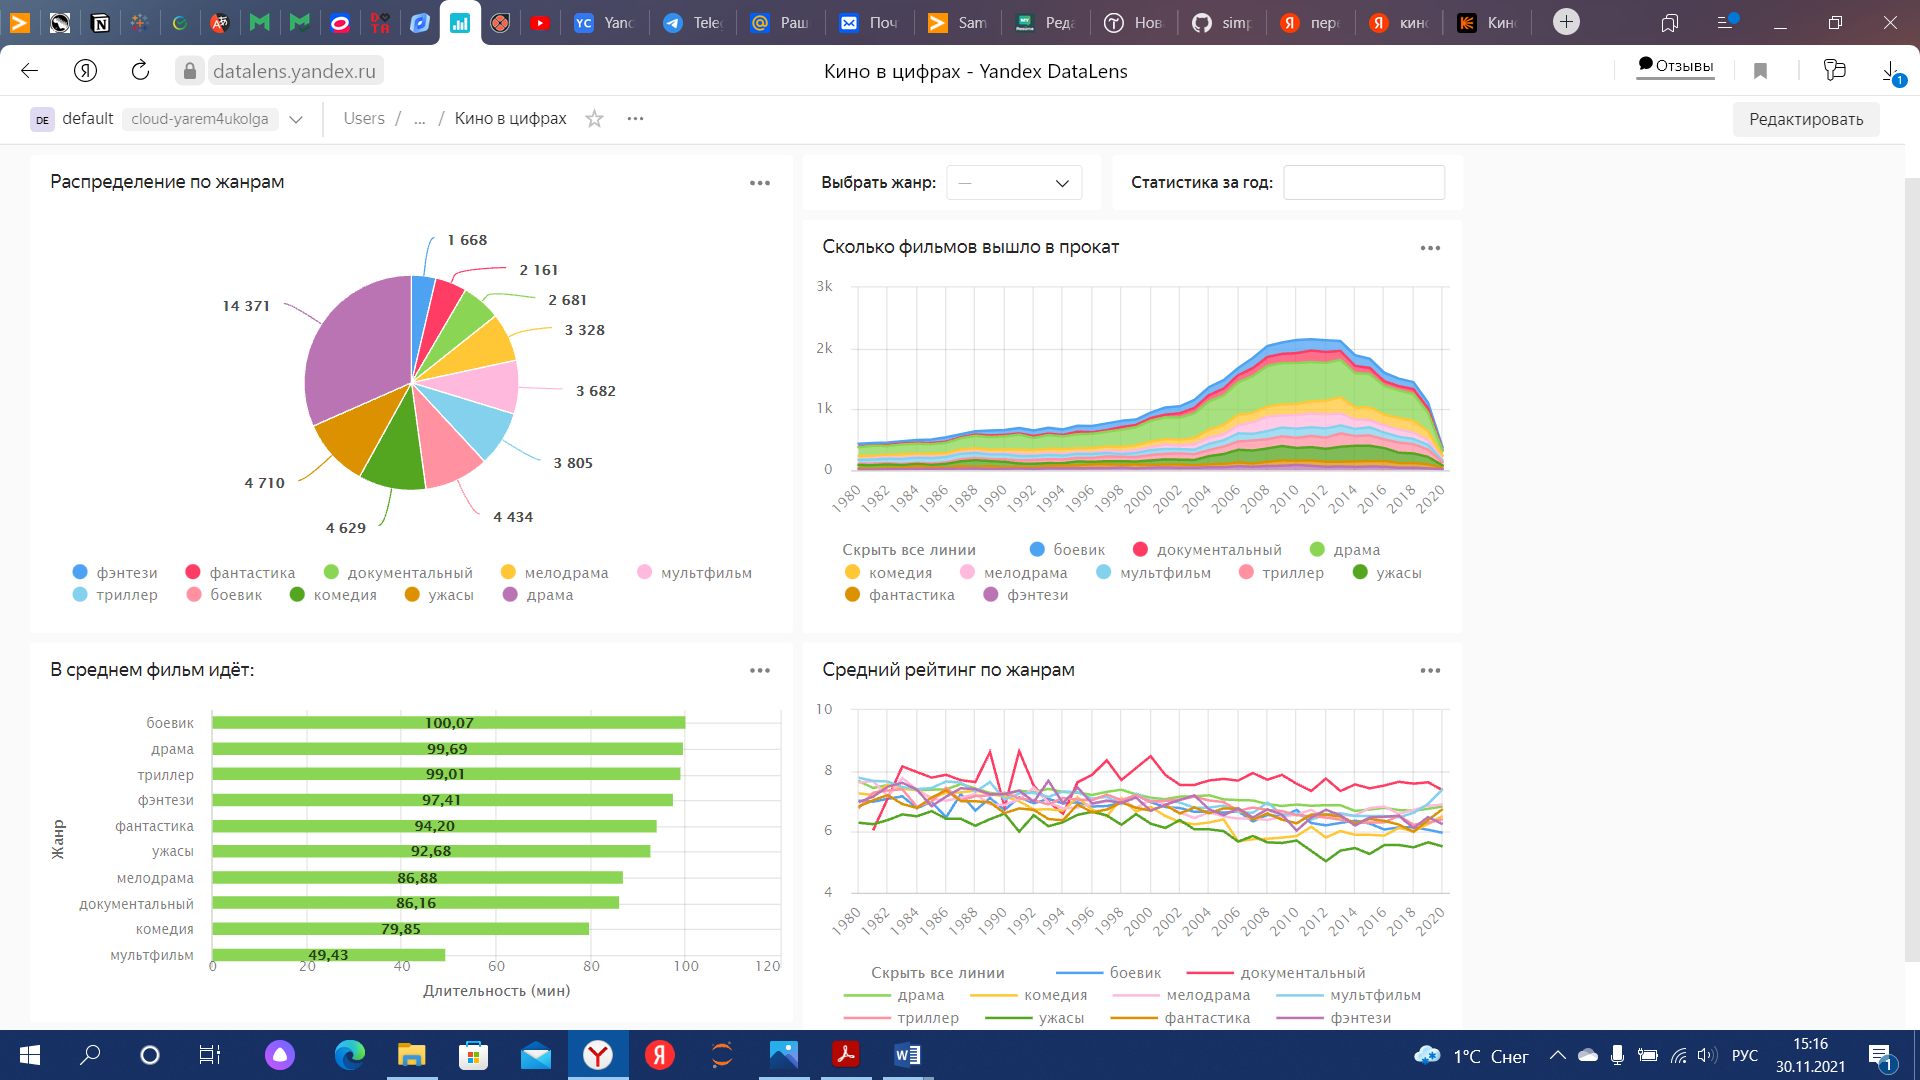 YC Yanc
Teleg
Раш
Поч
Sam
Реда
Нов
simp
пери
кино
Кино
datalens.yandex.ru
Кино в цифрах - Yandex DataLens
Отзывы
1
DE default cloud-yarem4ukolga
Users / ... / Кино в цифрах
Редактировать
Распределение по жанрам
1 668
2 161
2 681
3 328
3 682
3 805
4 434
4 629
4 710
14 371
фэнтези фантастика документальный мелодрама мультфильм
триллер боевик комедия ужасы драма
Выбрать жанр: —
Статистика за год:
Сколько фильмов вышло в прокат
3k
2k
1k
0
1980 1982 1984 1986 1988 1990 1992 1994 1996 1998 2000 2002 2004 2006 2008 2010 2012 2014 2016 2018 2020
Скрыть все линии боевик документальный драма
комедия мелодрама мультфильм триллер ужасы
фантастика фэнтези
В среднем фильм идёт:
Жанр
боевик 100,07
драма 99,69
триллер 99,01
фэнтези 97,41
фантастика 94,20
ужасы 92,68
мелодрама 86,88
документальный 86,16
комедия 79,85
мультфильм 49,43
0 20 40 60 80 100 120
Длительность (мин)
Средний рейтинг по жанрам
10
8
6
4
1980 1982 1984 1986 1988 1990 1992 1994 1996 1998 2000 2002 2004 2006 2008 2010 2012 2014 2016 2018 2020
Скрыть все линии боевик документальный
драма комедия мелодрама мультфильм
триллер ужасы фантастика фэнтези
1°C Снег
РУС
15:16
30.11.2021
1